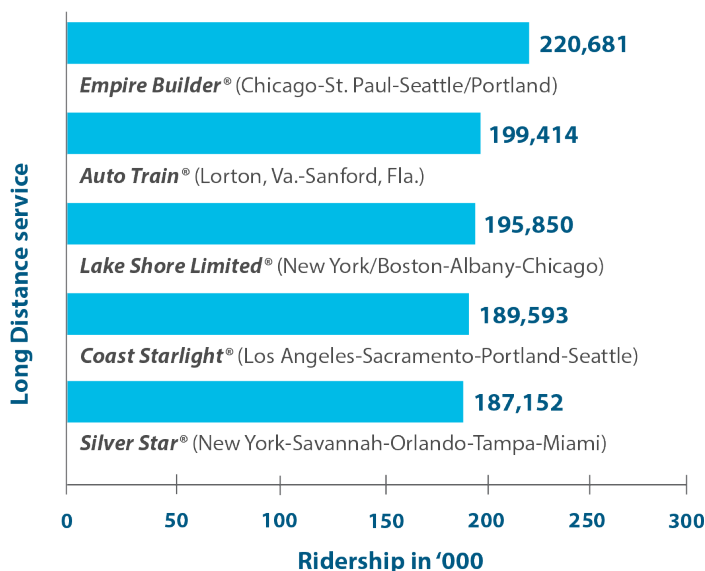 220,681
Empire Builder® (Chicago-St. Paul-Seattle/Portland)
199,414
Auto Train® (Lorton, Va.-Sanford, Fla.)
195,850
Lake Shore Limited® (New York/Boston-Albany-Chicago)
189,593
Coast Starlight® (Los Angeles-Sacramento-Portland-Seattle)
187,152
Silver Star® (New York-Savannah-Orlando-Tampa-Miami)
Long Distance service
0 50 100 150 200 250 300
Ridership in ‘000